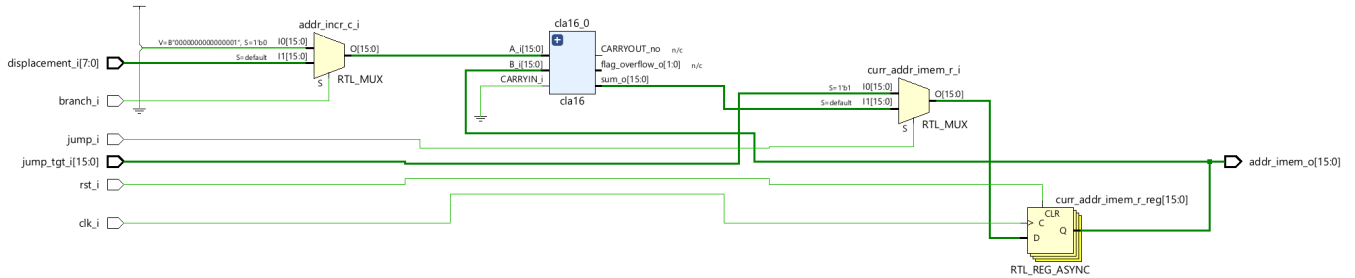 addr_incr_c_i
V=B"0000000000000001", S=1'b0 I0[15:0]
S=default I1[15:0]
O[15:0]
S
RTL_MUX
displacement_i[7:0]
branch_i
jump_i
jump_tgt_i[15:0]
rst_i
clk_i
cla16_0
A_i[15:0]
B_i[15:0]
CARRYIN_i
CARRYOUT_no n/c
flag_overflow_o[1:0] n/c
sum_o[15:0]
cla16
curr_addr_imem_r_i
S=1'b1 I0[15:0]
S=default I1[15:0]
O[15:0]
S
RTL_MUX
addr_imem_o[15:0]
curr_addr_imem_r_reg[15:0]
CLR
C
D
Q
RTL_REG_ASYNC